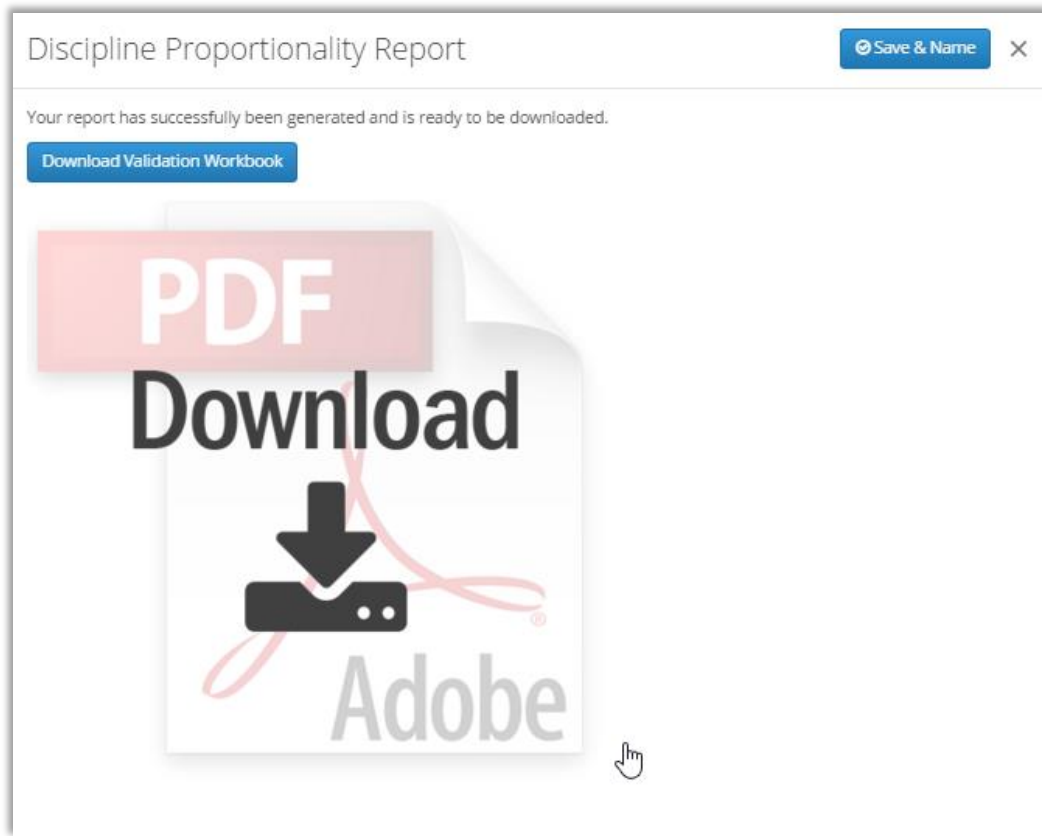 Discipline Proportionality Report
Save & Name
Your report has successfully been generated and is ready to be downloaded.
Download Validation Workbook
PDF
Download
Adobe